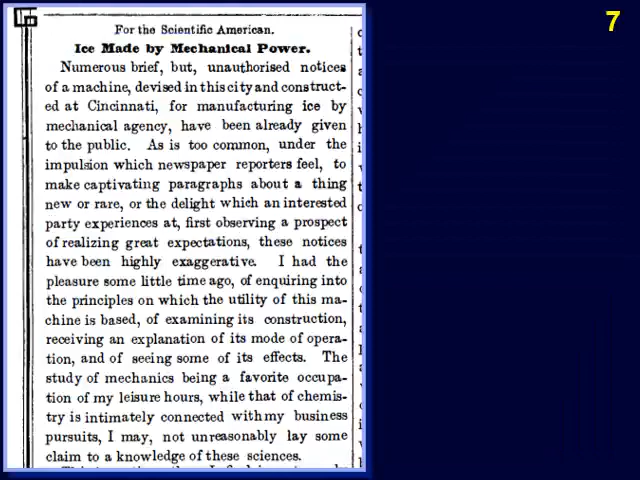 7
For the Scientific American.
Ice Made by Mechanical Power.
Numerous brief, but, unauthorised notices
of a machine, devised in this city and construct-
ed at Cincinnati, for manufacturing ice by
mechanical agency, have been already given
to the public. As is too common, under the
impulsion which newspaper reporters feel, to
make captivating paragraphs about a thing
new or rare, or the delight which an interested
party experiences at, first observing a prospect
of realizing great expectations, these notices
have been highly exaggerative. I had the
pleasure some little time ago, of enquiring into
the principles on which the utility of this ma-
chine is based, of examining its construction,
receiving an explanation of its mode of opera-
tion, and of seeing some of its effects. The
study of mechanics being a favorite occupa-
tion of my leisure hours, while that of chemis-
try is intimately connected with my business
pursuits, I may, not unreasonably lay some
claim to a knowledge of these sciences.